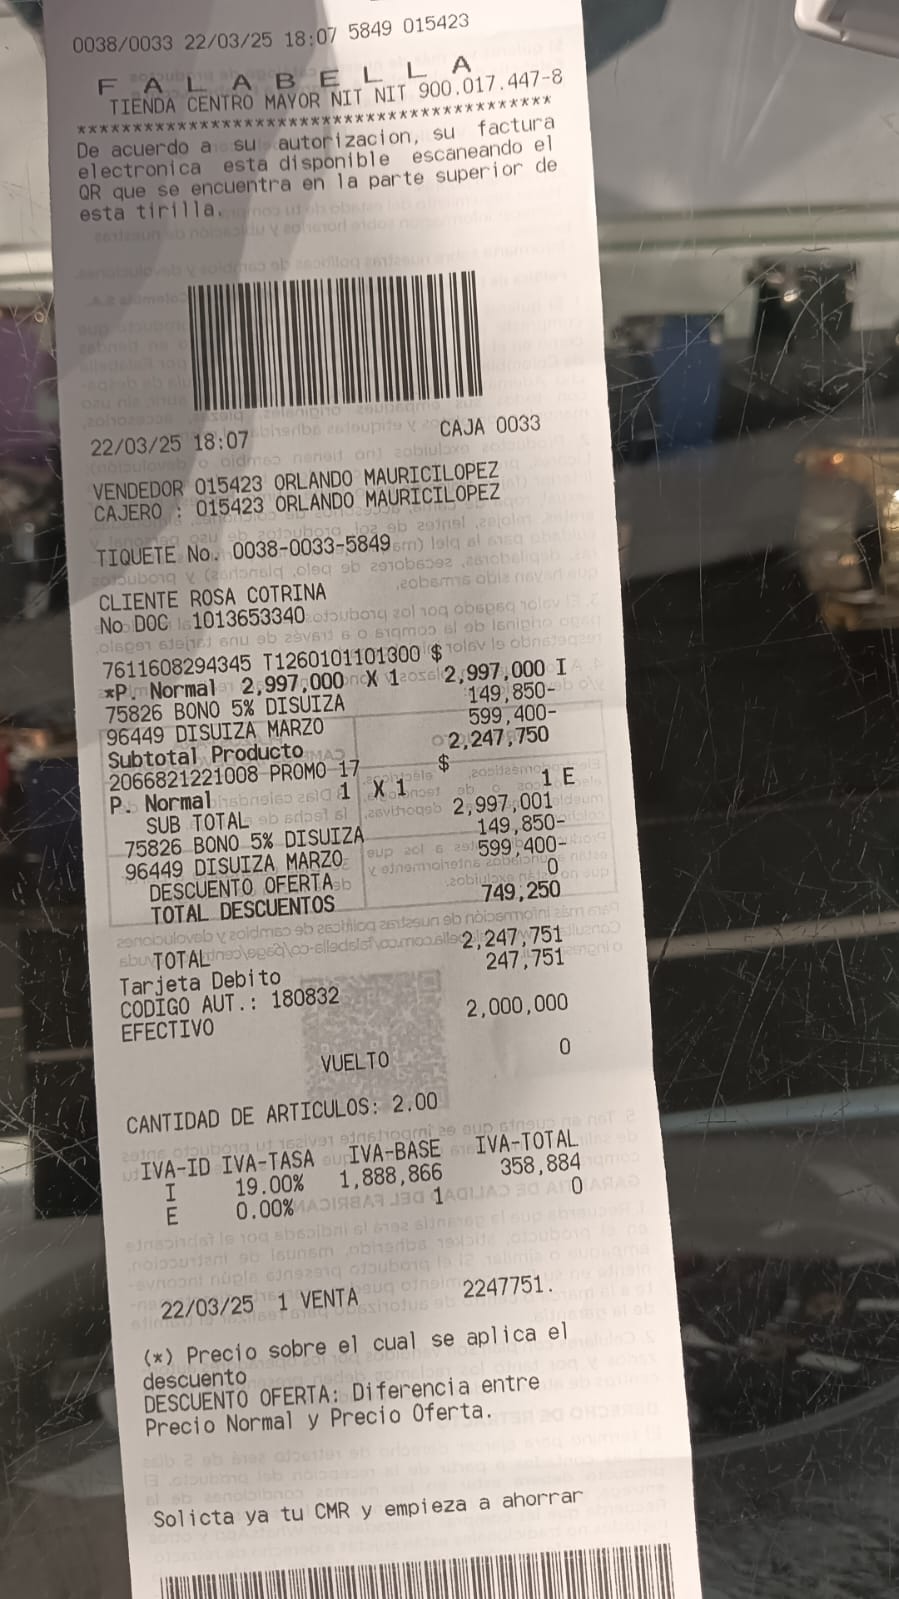 0038/0033 22/03/25 18:07 5849 015423
F A L A B E L L A
TIENDA CENTRO MAYOR NIT NIT 900.017.447-8
******************************************
De acuerdo a su autorizacion, su factura
electronica esta disponible escaneando el
QR que se encuentra en la parte superior de
esta tirilla.
22/03/25 18:07 CAJA 0033
VENDEDOR 015423 ORLANDO MAURICILOPEZ
CAJERO : 015423 ORLANDO MAURICILOPEZ
TIQUETE No. 0038-0033-5849
CLIENTE ROSA COTRINA
No DOC 1013653340
7611608294345 T1260101101300 $
*P. Normal 2,997,000 X 1 2,997,000 I
75826 BONO 5% DISUIZA 149,850-
96449 DISUIZA MARZO 599,400-
Subtotal Producto 2,247,750
2066821221008 PROMO 17 $
P. Normal 1 X 1 1 E
SUB TOTAL 2,997,001
75826 BONO 5% DISUIZA 149,850-
96449 DISUIZA MARZO 599,400-
DESCUENTO OFERTA 0
TOTAL DESCUENTOS 749,250
TOTAL 2,247,751
Tarjeta Debito 247,751
CODIGO AUT.: 180832
EFECTIVO 2,000,000
VUELTO 0
CANTIDAD DE ARTICULOS: 2.00
IVA-ID IVA-TASA IVA-BASE IVA-TOTAL
I 19.00% 1,888,866 358,884
E 0.00% 1 0
22/03/25 1 VENTA 2247751.
(*) Precio sobre el cual se aplica el
descuento
DESCUENTO OFERTA: Diferencia entre
Precio Normal y Precio Oferta.
Solicta ya tu CMR y empieza a ahorrar